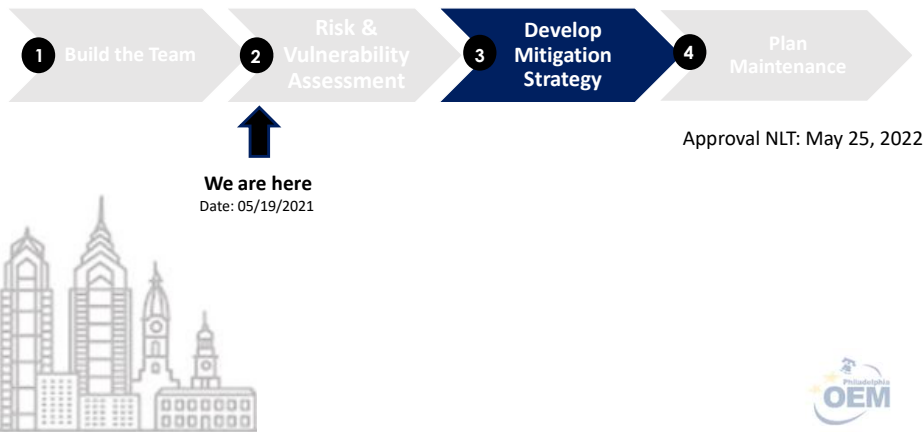 1
Build the Team
2
Risk &
Vulnerability
Assessment
3
Develop
Mitigation
Strategy
4
Plan
Maintenance
We are here
Date: 05/19/2021
Approval NLT: May 25, 2022
Philadelphia
OEM